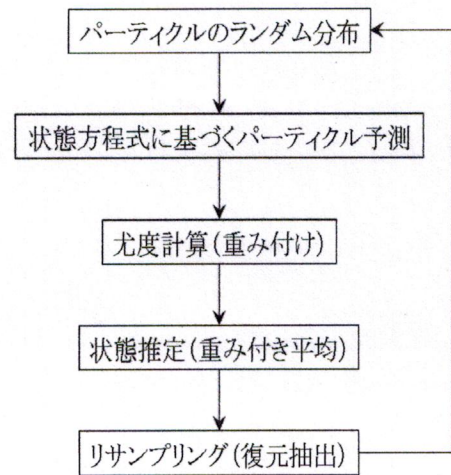 パーティクルのランダム分布
状態方程式に基づくパーティクル予測
尤度計算(重み付け)
状態推定(重み付き平均)
リサンプリング(復元抽出)